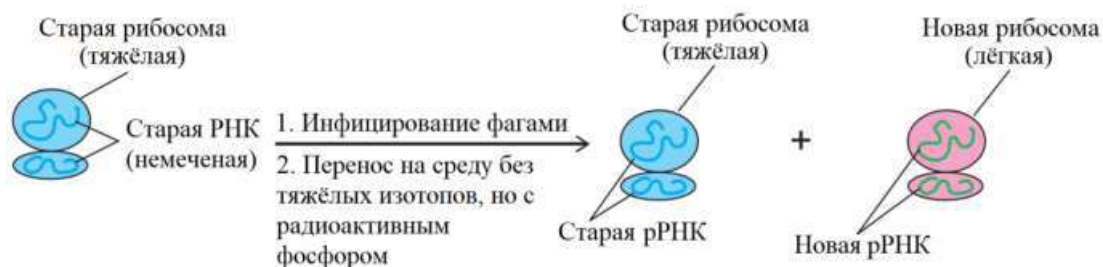 Старая рибосома
(тяжёлая)
Старая РНК
(немеченая)
1. Инфицирование фагами
2. Перенос на среду без
тяжёлых изотопов, но с
радиоактивным
фосфором
Старая рибосома
(тяжёлая)
Старая рРНК
+
Новая рибосома
(лёгкая)
Новая рРНК